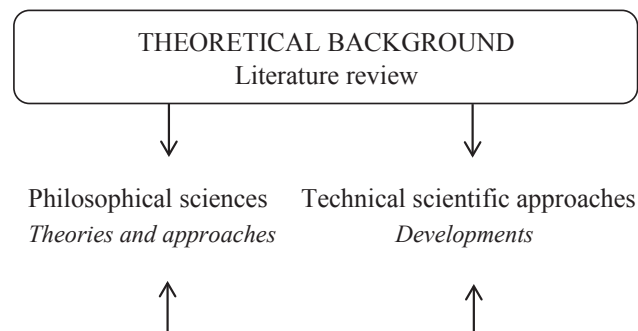 THEORETICAL BACKGROUND
Literature review
Philosophical sciences
Theories and approaches
Technical scientific approaches
Developments